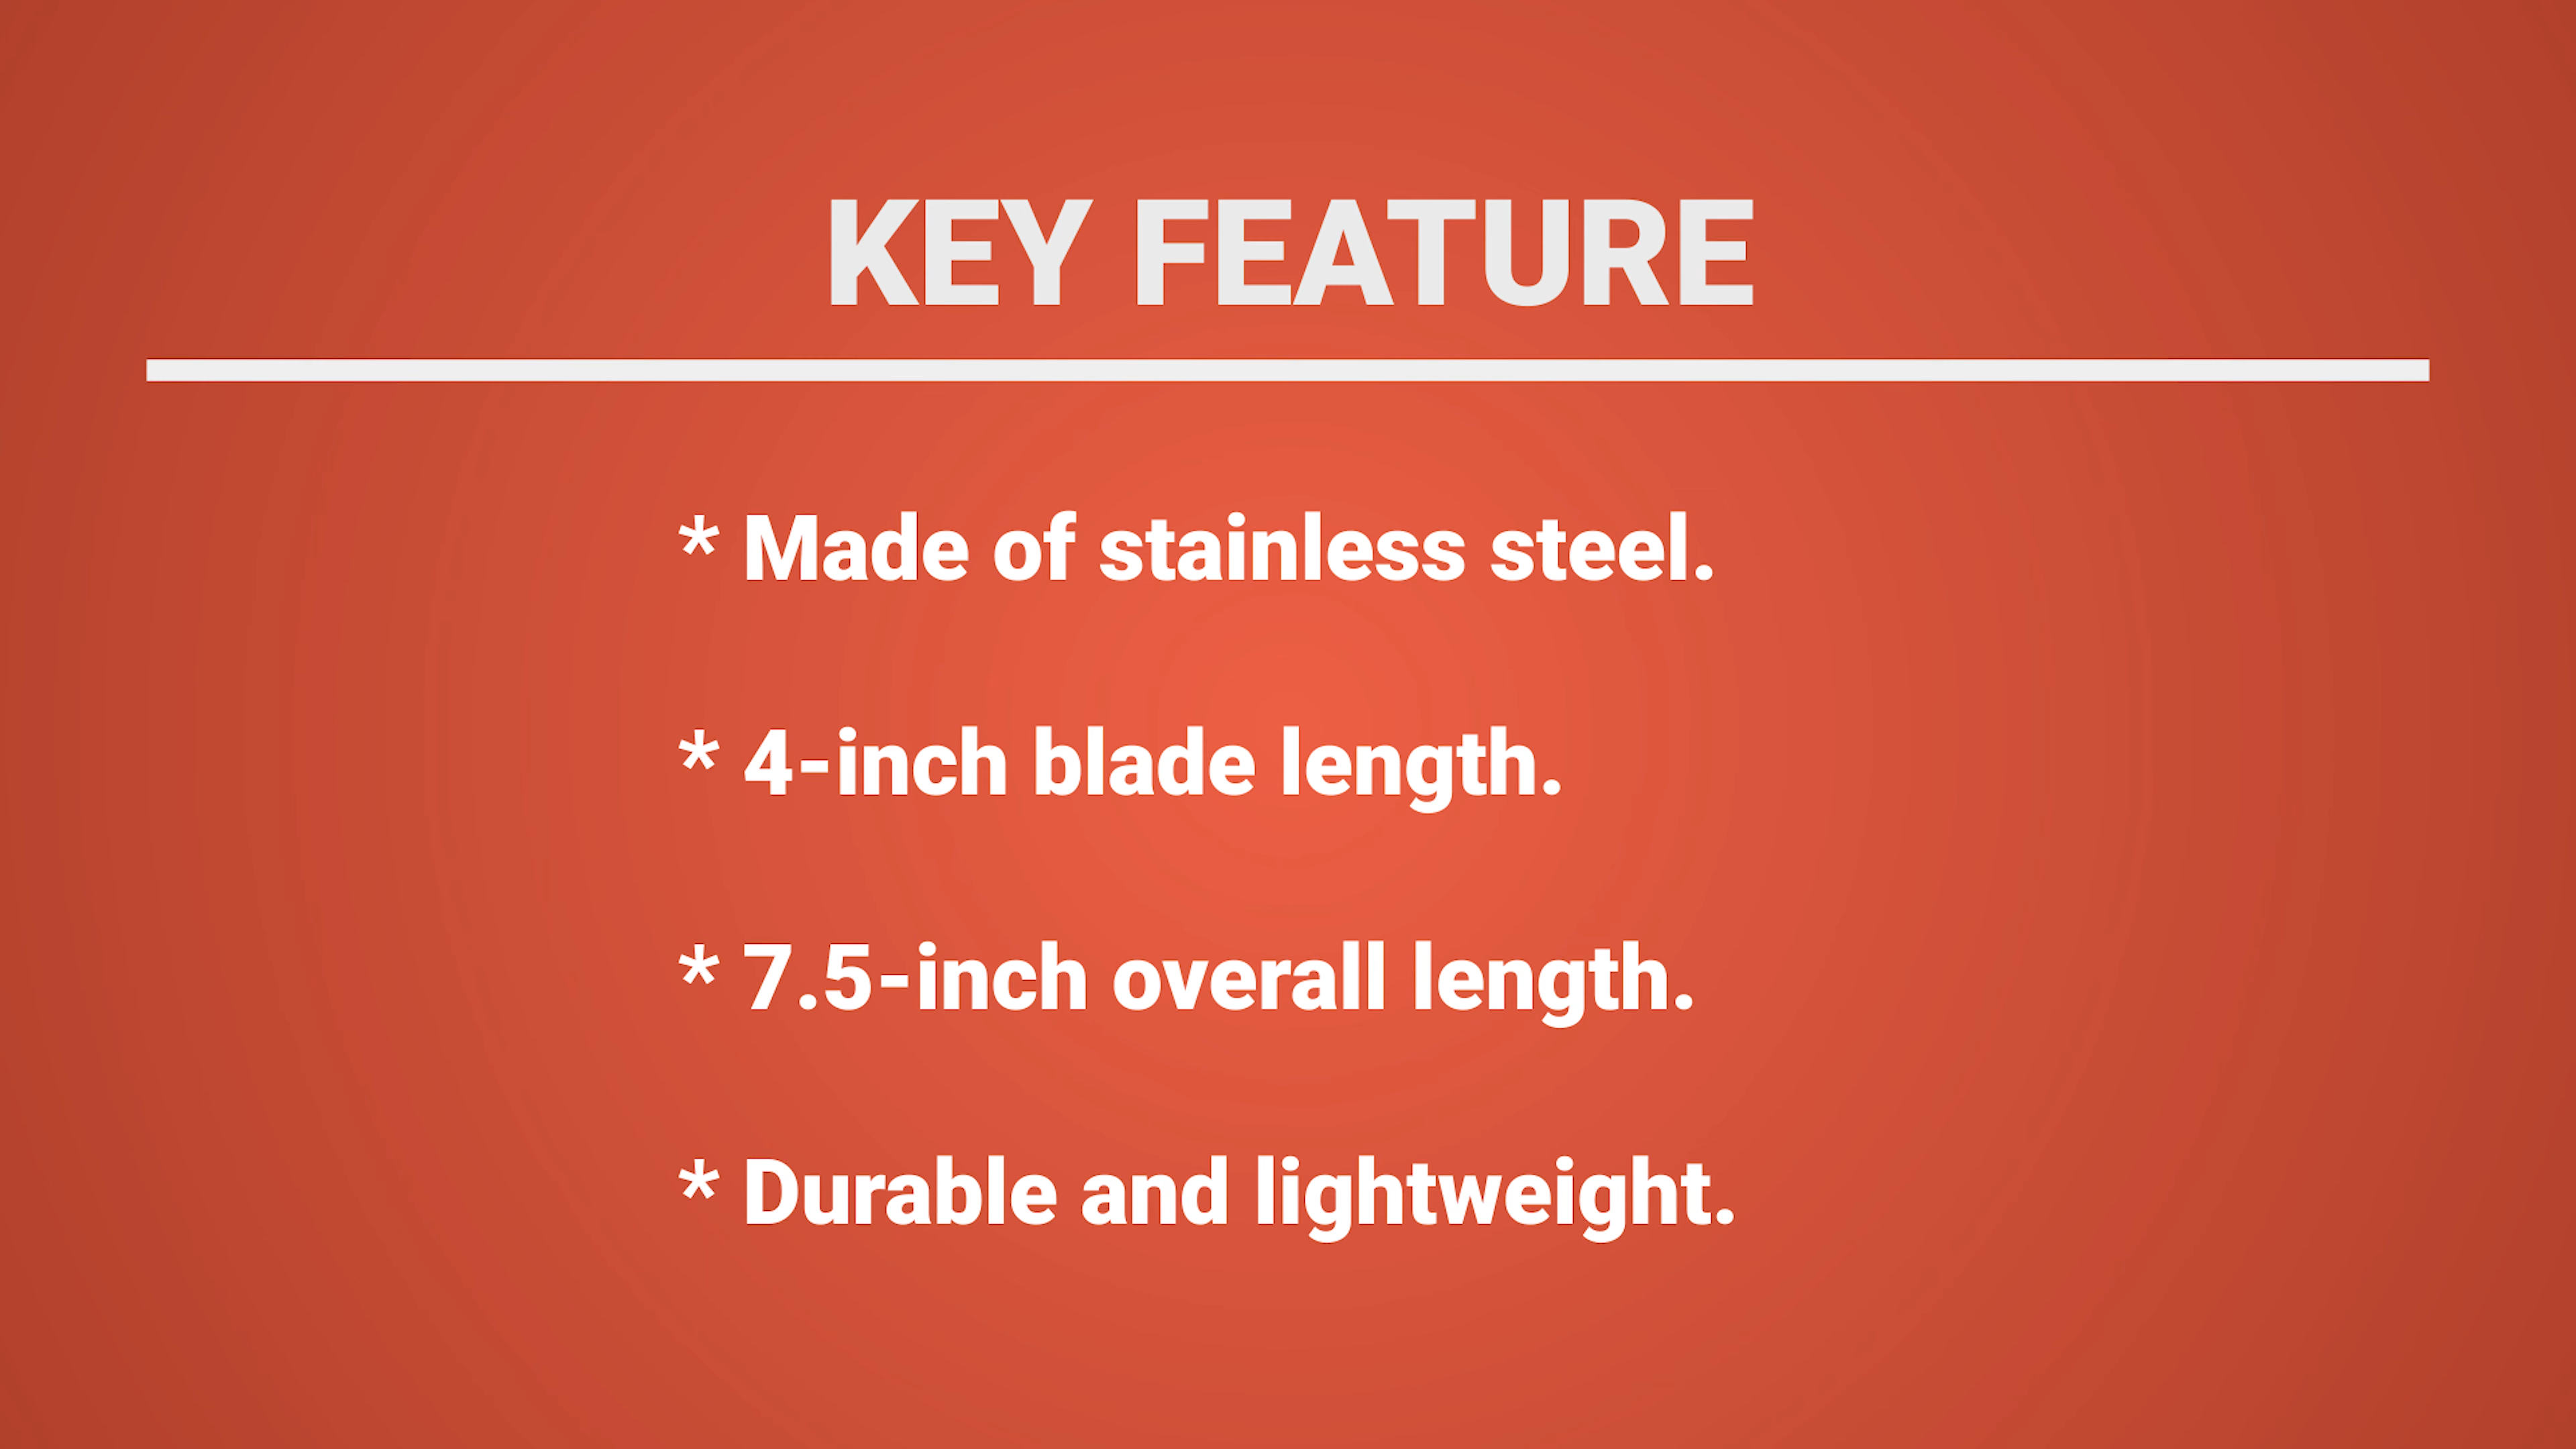 KEY FEATURE
* Made of stainless steel.
* 4-inch blade length.
* 7.5-inch overall length.
* Durable and lightweight.